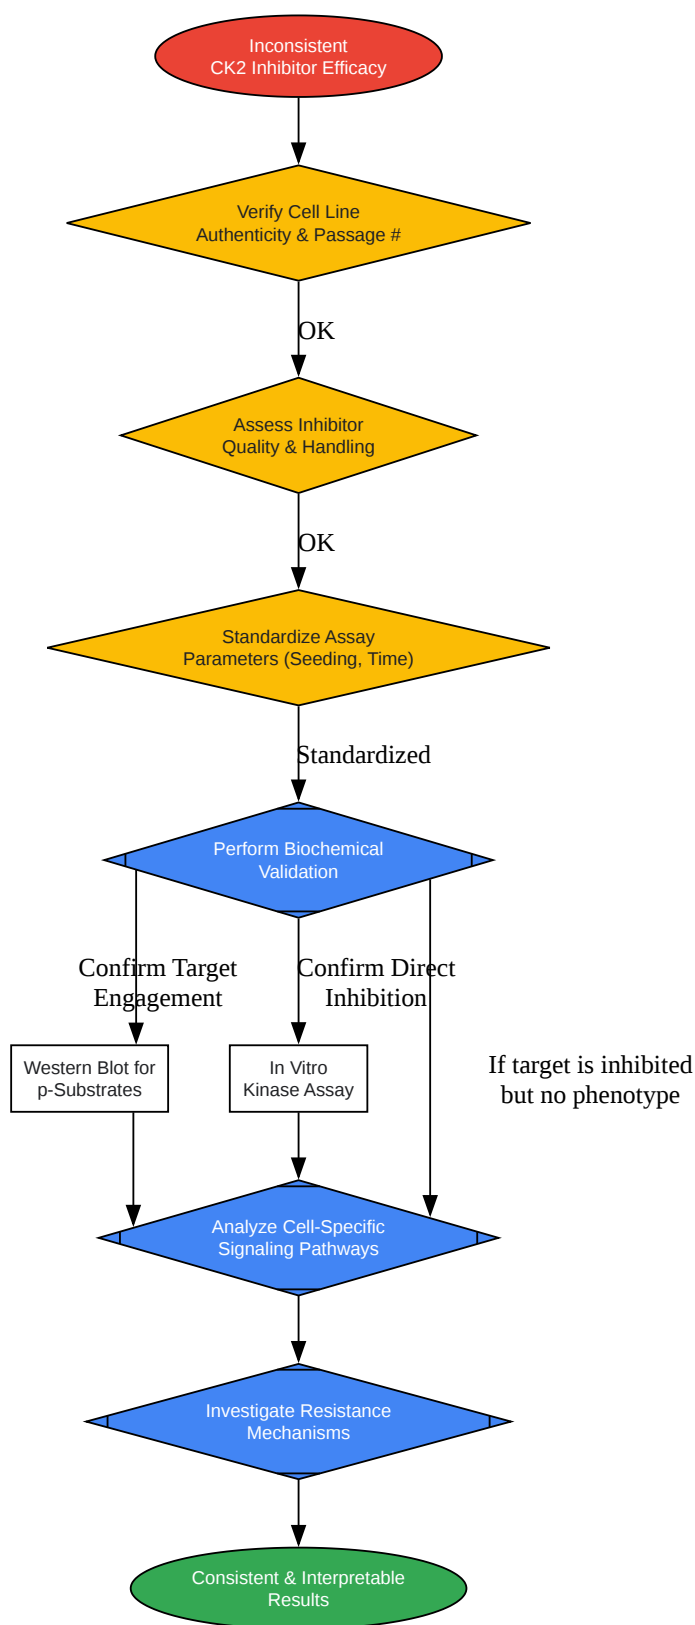 Inconsistent
CK2 Inhibitor Efficacy
Verify Cell Line
Authenticity & Passage #
OK
Assess Inhibitor
Quality & Handling
OK
Standardize Assay
Parameters (Seeding, Time)
Standardized
Perform Biochemical
Validation
Confirm Target
Engagement
Confirm Direct
Inhibition
If target is inhibited
but no phenotype
Western Blot for
p-Substrates
In Vitro
Kinase Assay
Analyze Cell-Specific
Signaling Pathways
Investigate Resistance
Mechanisms
Consistent & Interpretable
Results